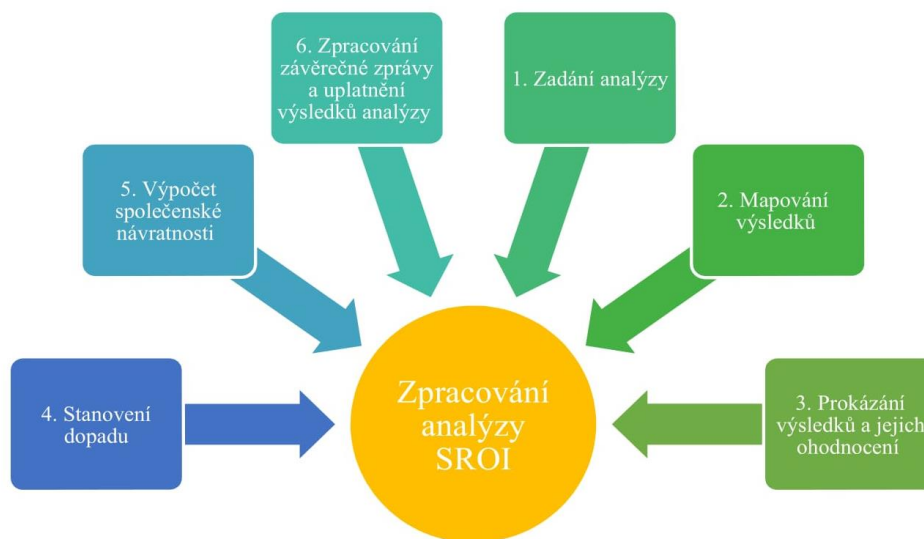 6. Zpracování
závěrečné zprávy
a uplatnění
výsledků analýzy
1. Zadání analýzy
5. Výpočet
společenské
návratnosti
2. Mapování
výsledků
4. Stanovení
dopadu
Zpracování
analýzy
SROI
3. Prokázání
výsledků a jejich
ohodnocení